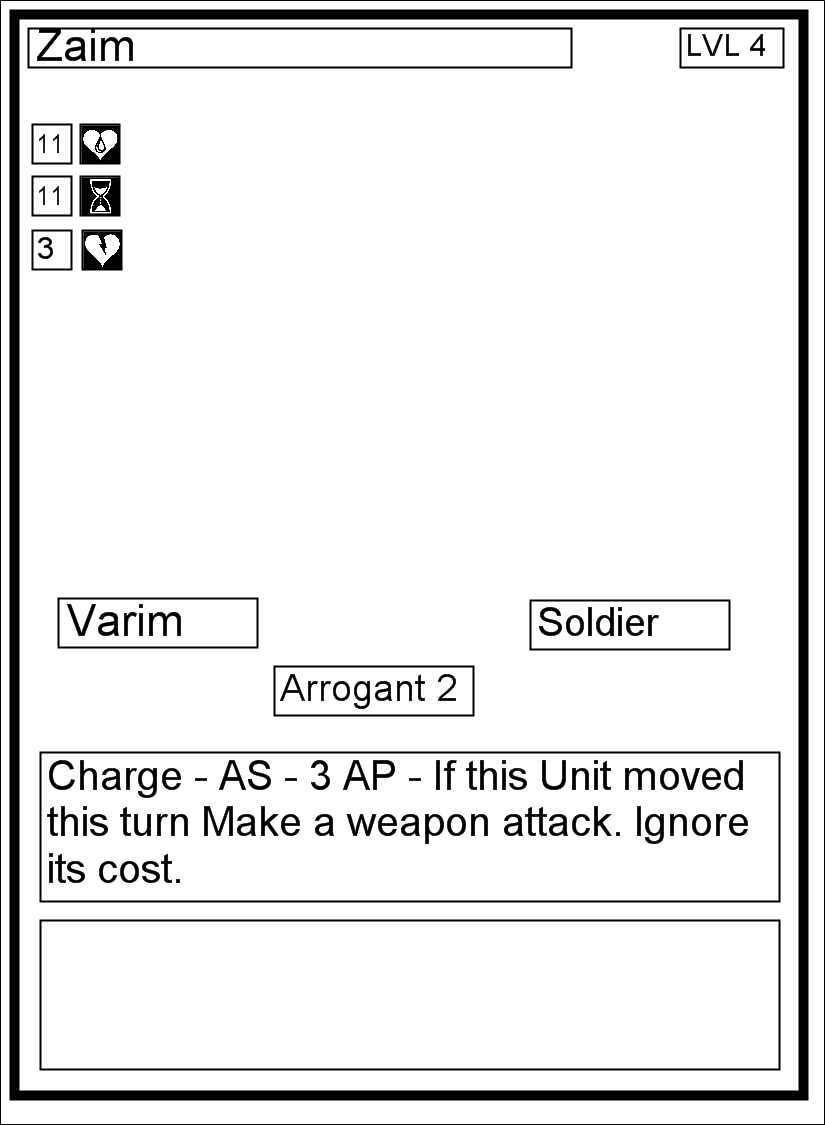 Zaim
LVL 4
11
11
3
Varim
Soldier
Arrogant 2
Charge - AS - 3 AP - If this Unit moved
this turn Make a weapon attack. Ignore
its cost.